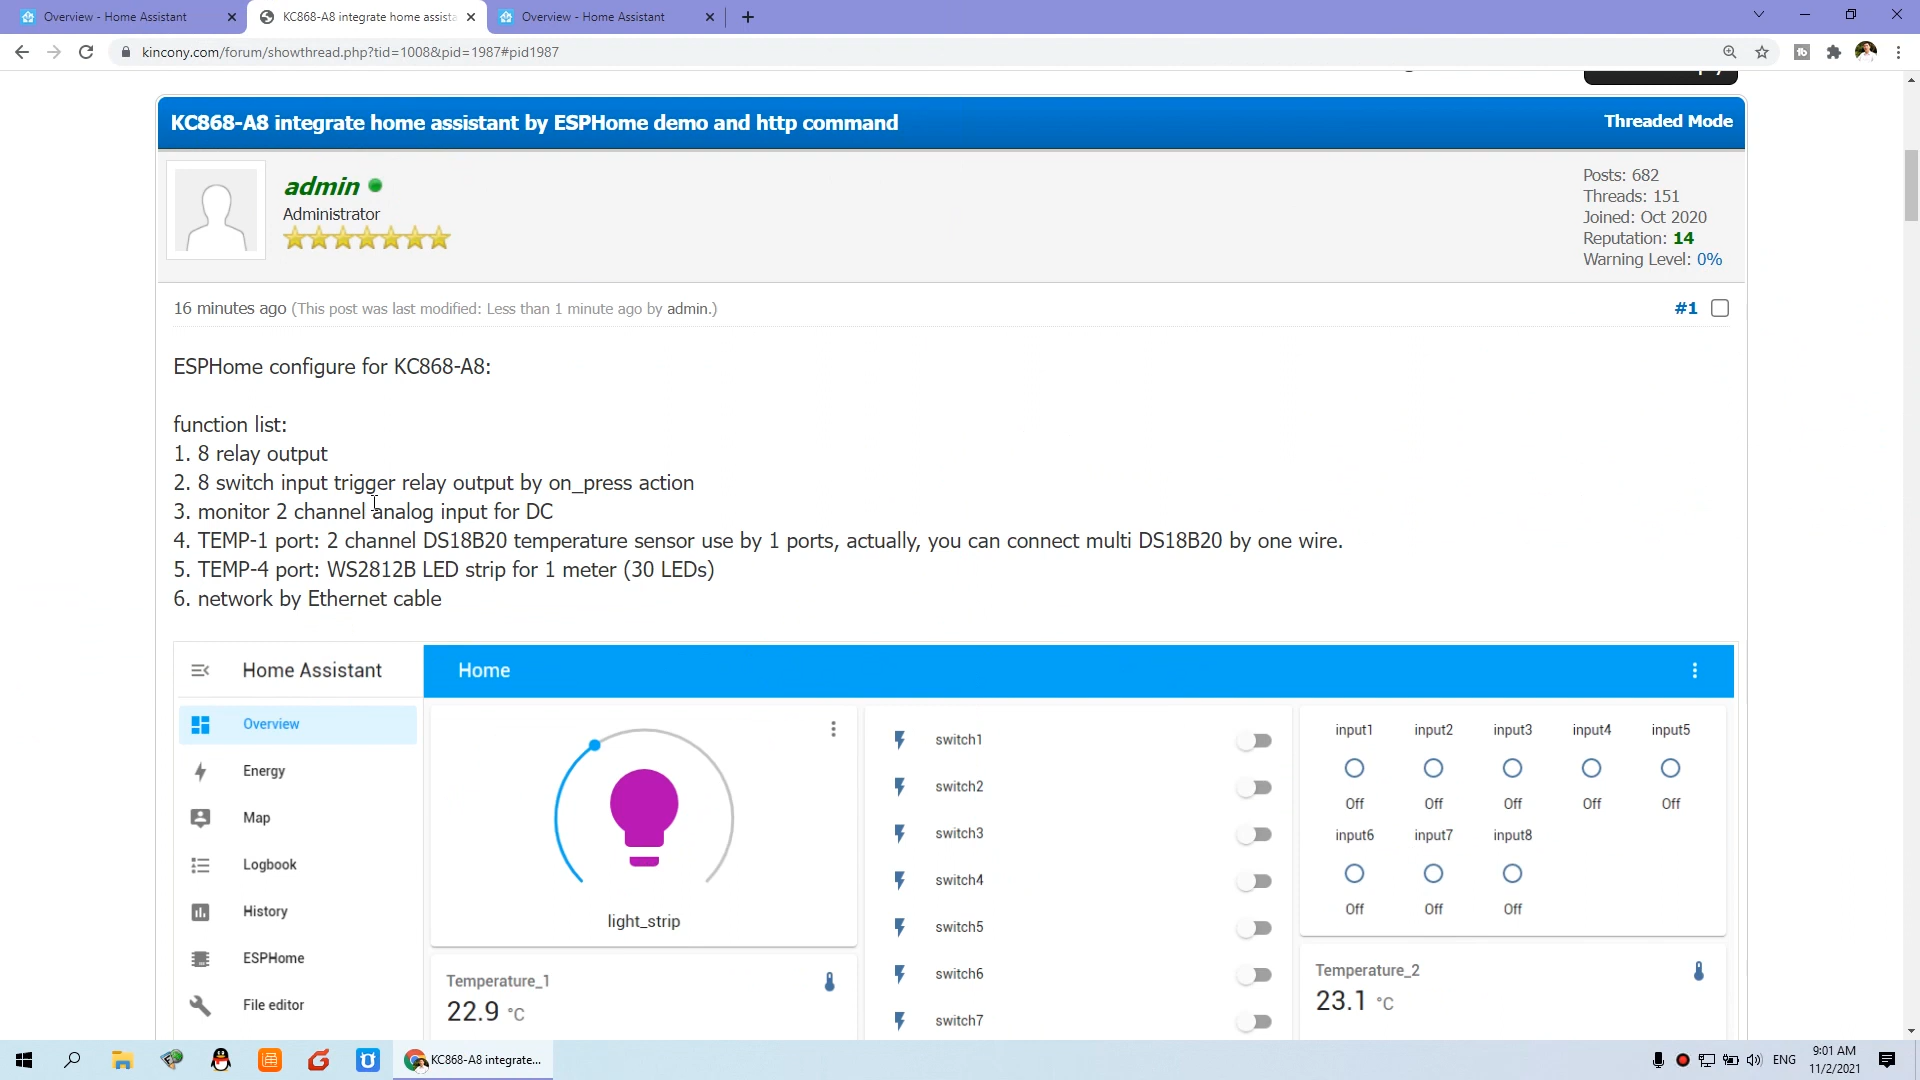 Overview - Home Assistant
KC868-A8 integrate home assista
Overview - Home Assistant
kincony.com/forum/showthread.php?tid=1008&pid=1987#pid1987
KC868-A8 integrate home assistant by ESPHome demo and http command
Threaded Mode
admin
Administrator
Posts: 682
Threads: 151
Joined: Oct 2020
Reputation: 14
Warning Level: 0%
16 minutes ago (This post was last modified: Less than 1 minute ago by admin.)
#1
ESPHome configure for KC868-A8:
function list:
1. 8 relay output
2. 8 switch input trigger relay output by on_press action
3. monitor 2 channel analog input for DC
4. TEMP-1 port: 2 channel DS18B20 temperature sensor use by 1 ports, actually, you can connect multi DS18B20 by one wire.
5. TEMP-4 port: WS2812B LED strip for 1 meter (30 LEDs)
6. network by Ethernet cable
Home Assistant
Home
Overview
Energy
Map
Logbook
History
ESPHome
File editor
light_strip
Temperature_1
22.9 °C
switch1
switch2
switch3
switch4
switch5
switch6
switch7
input1 input2 input3 input4 input5
Off Off Off Off Off
input6 input7 input8
Off Off Off
Temperature_2
23.1 °C
KC868-A8 integrate...
ENG
9:01 AM
11/2/2021